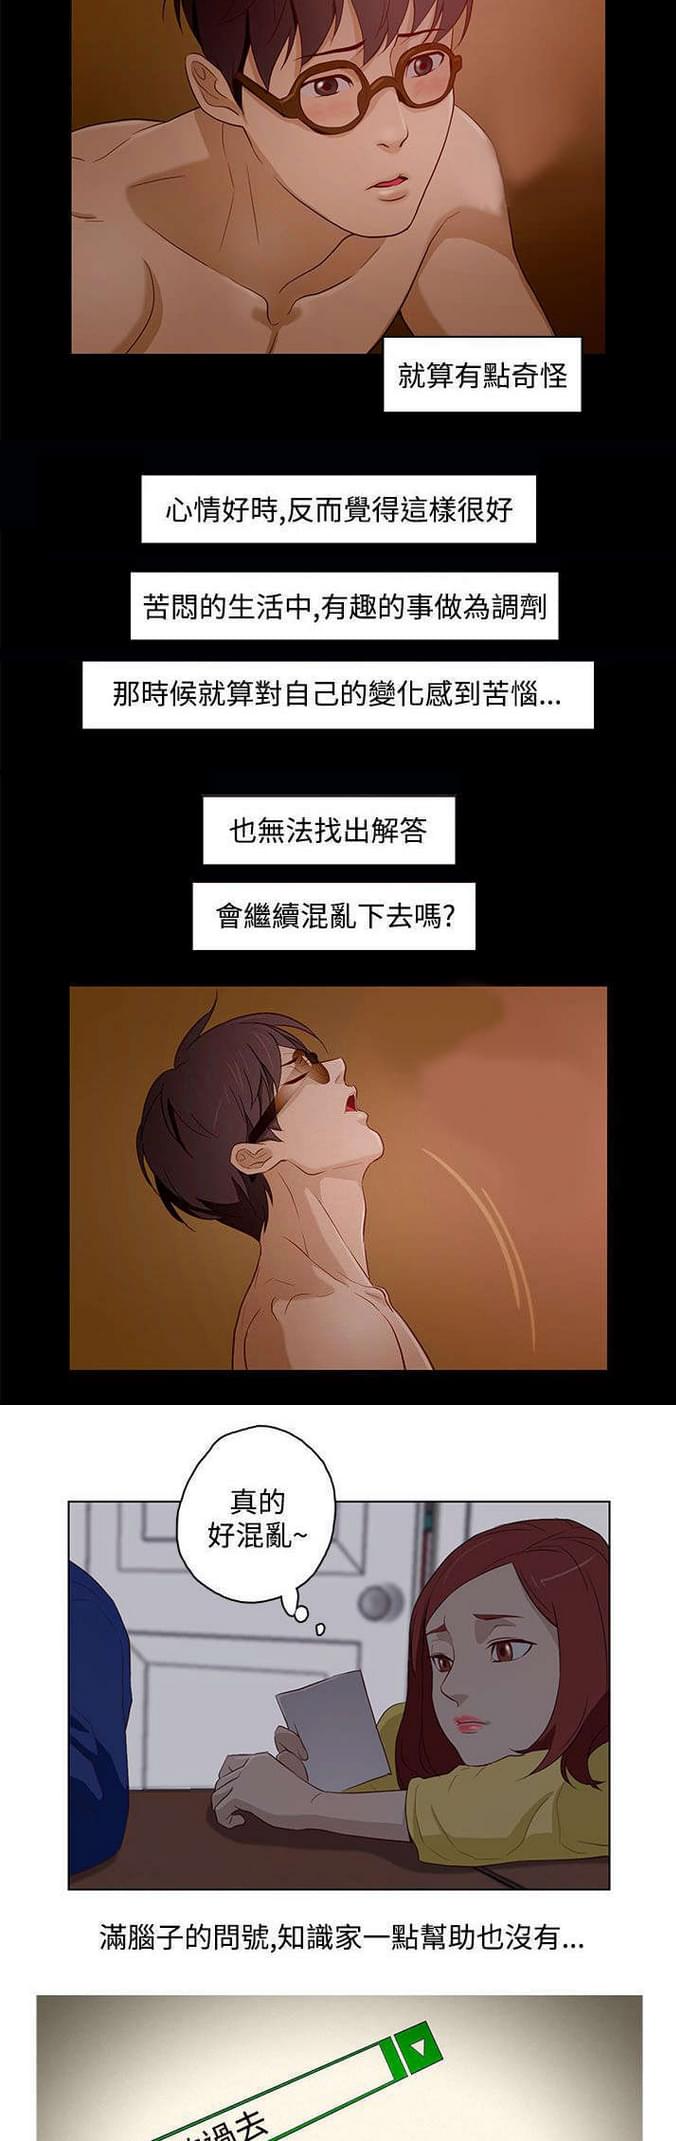 就算有點奇怪
心情好時,反而覺得這樣很好
苦悶的生活中,有趣的事做為調劑
那時候就算對自己的變化感到苦惱...
也無法找出解答
會繼續混亂下去嗎?
真的
好混亂~
滿腦子的問號,知識家一點幫助也沒有...
過去